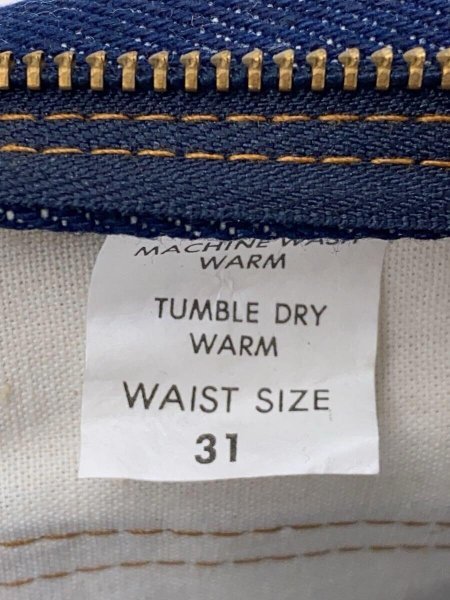 MACHINE WASH
WARM
TUMBLE DRY
WARM
WAIST SIZE
31